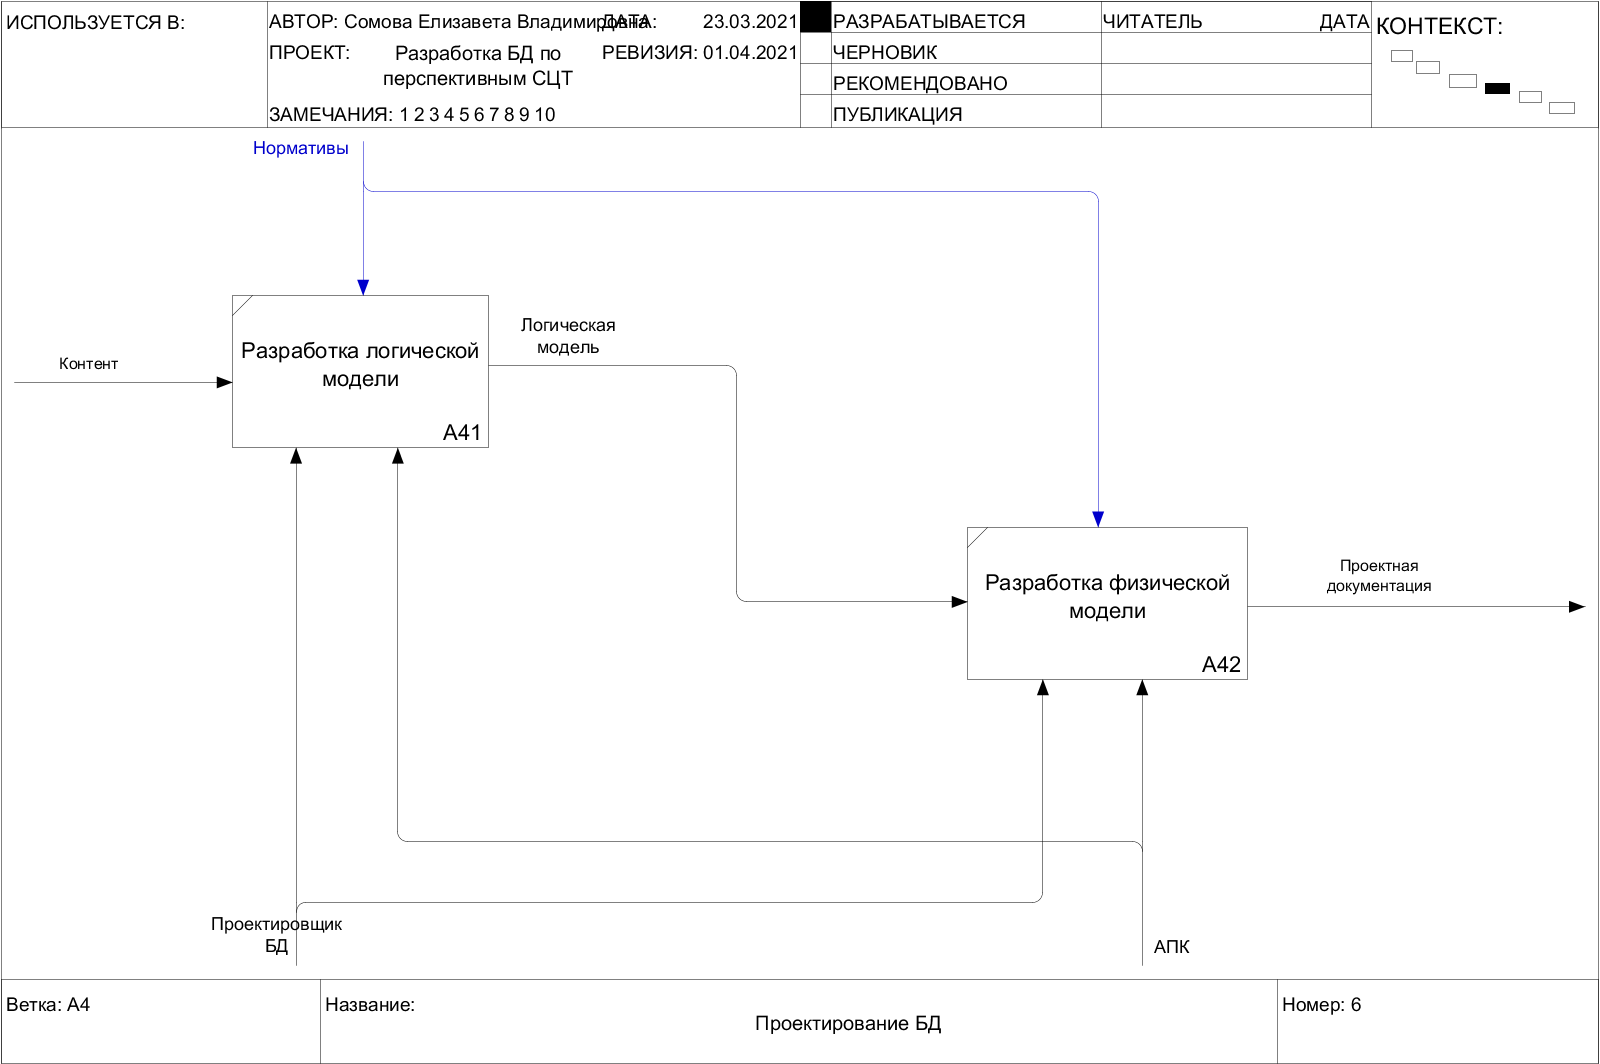 ИСПОЛЬЗУЕТСЯ В:
АВТОР: Сомова Елизавета Владимировна
ДАТА: 23.03.2021
ПРОЕКТ: Разработка БД по
перспективным СЦТ
РЕВИЗИЯ: 01.04.2021
ЗАМЕЧАНИЯ: 1 2 3 4 5 6 7 8 9 10
РАЗРАБАТЫВАЕТСЯ
ЧЕРНОВИК
РЕКОМЕНДОВАНО
ПУБЛИКАЦИЯ
ЧИТАТЕЛЬ ДАТА
КОНТЕКСТ:
Нормативы
Контент
Разработка логической
модели
A41
Логическая
модель
Разработка физической
модели
A42
Проектная
документация
Проектировщик
БД
АПК
Ветка: A4
Название:
Проектирование БД
Номер: 6